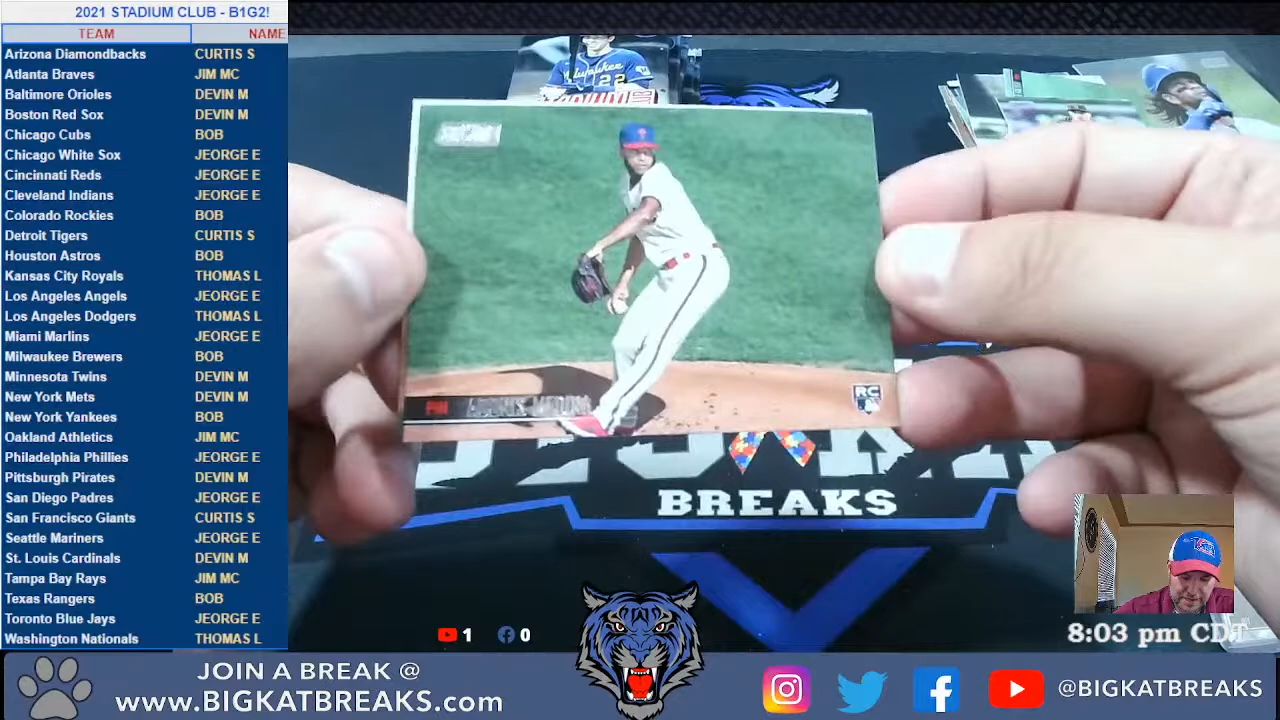 2021 STADIUM CLUB - B1G2!
TEAM NAME
Arizona Diamondbacks CURTIS S
Atlanta Braves JIM MC
Baltimore Orioles DEVIN M
Boston Red Sox DEVIN M
Chicago Cubs BOB
Chicago White Sox JEORGE E
Cincinnati Reds JEORGE E
Cleveland Indians JEORGE E
Colorado Rockies BOB
Detroit Tigers CURTIS S
Houston Astros BOB
Kansas City Royals THOMAS L
Los Angeles Angels JEORGE E
Los Angeles Dodgers THOMAS L
Miami Marlins JEORGE E
Milwaukee Brewers BOB
Minnesota Twins DEVIN M
New York Mets DEVIN M
New York Yankees BOB
Oakland Athletics JIM MC
Philadelphia Phillies JEORGE E
Pittsburgh Pirates DEVIN M
San Diego Padres JEORGE E
San Francisco Giants CURTIS S
Seattle Mariners JEORGE E
St. Louis Cardinals DEVIN M
Tampa Bay Rays JIM MC
Texas Rangers BOB
Toronto Blue Jays JEORGE E
Washington Nationals THOMAS L
Milwaukee
22
PHI
RC
BREAKS
1 0
8:03 pm CDT
JOIN A BREAK @
www.BIGKATBREAKS.com
@BIGKATBREAKS